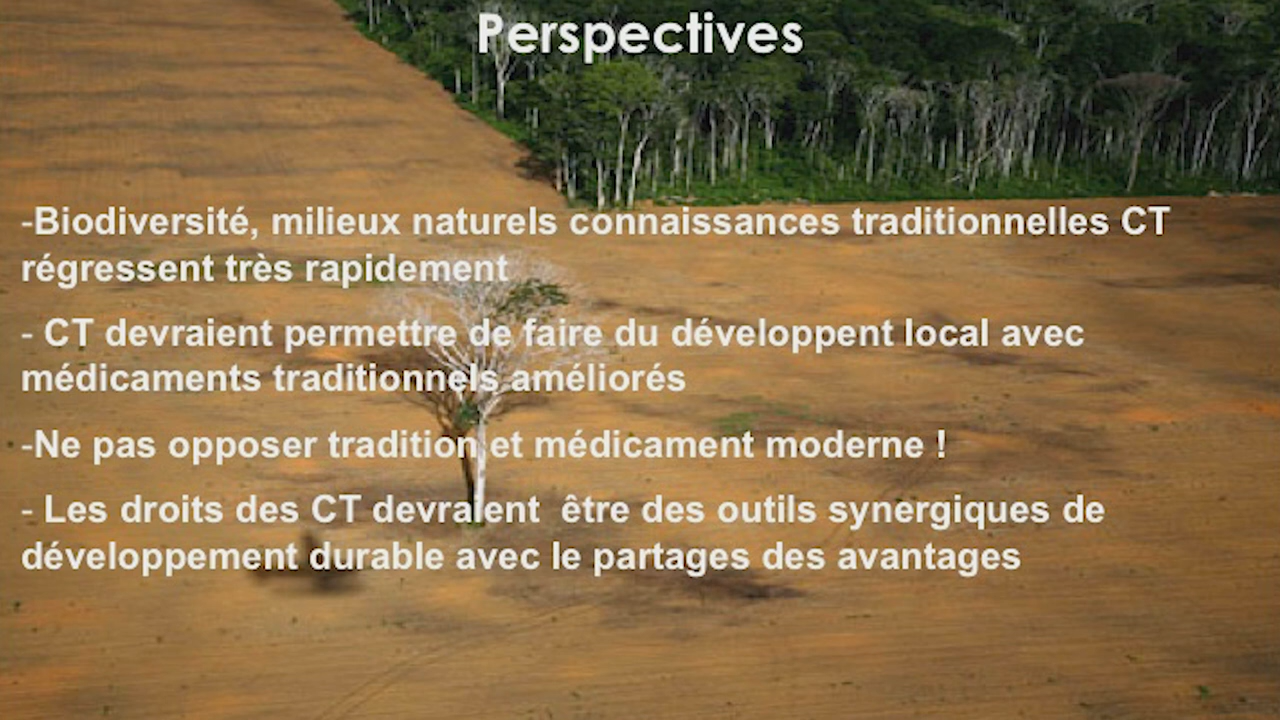 Perspectives
-Biodiversité, milieux naturels connaissances traditionnelles CT
régressent très rapidement
- CT devraient permettre de faire du développent local avec
médicaments traditionnels améliorés
-Ne pas opposer tradition et médicament moderne !
- Les droits des CT devraient être des outils synergiques de
développement durable avec le partages des avantages